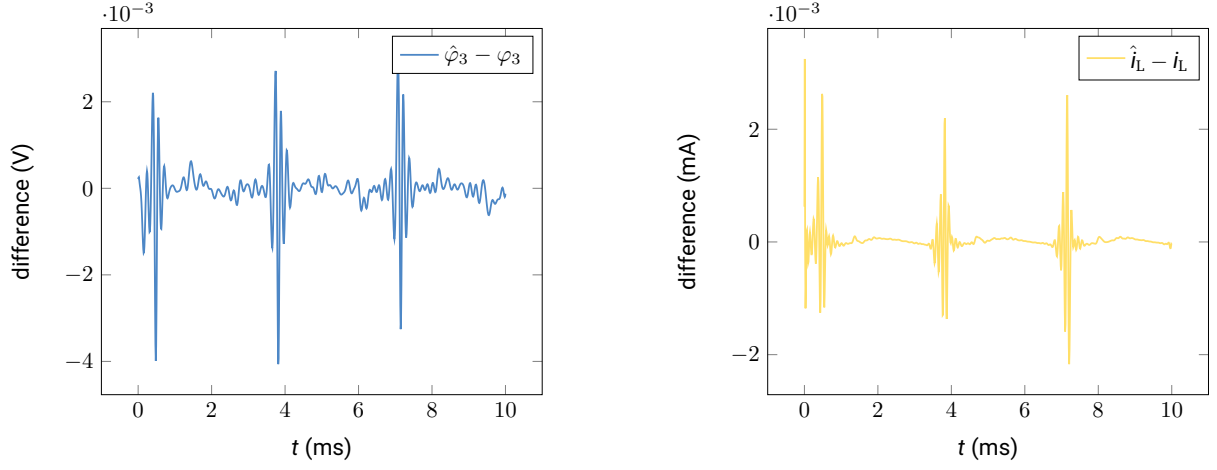 ·10⁻³
φ̂₃ − φ₃
2
0
−2
−4
difference (V)
0 2 4 6 8 10
t (ms)
·10⁻³
î_L − i_L
2
0
−2
difference (mA)
0 2 4 6 8 10
t (ms)